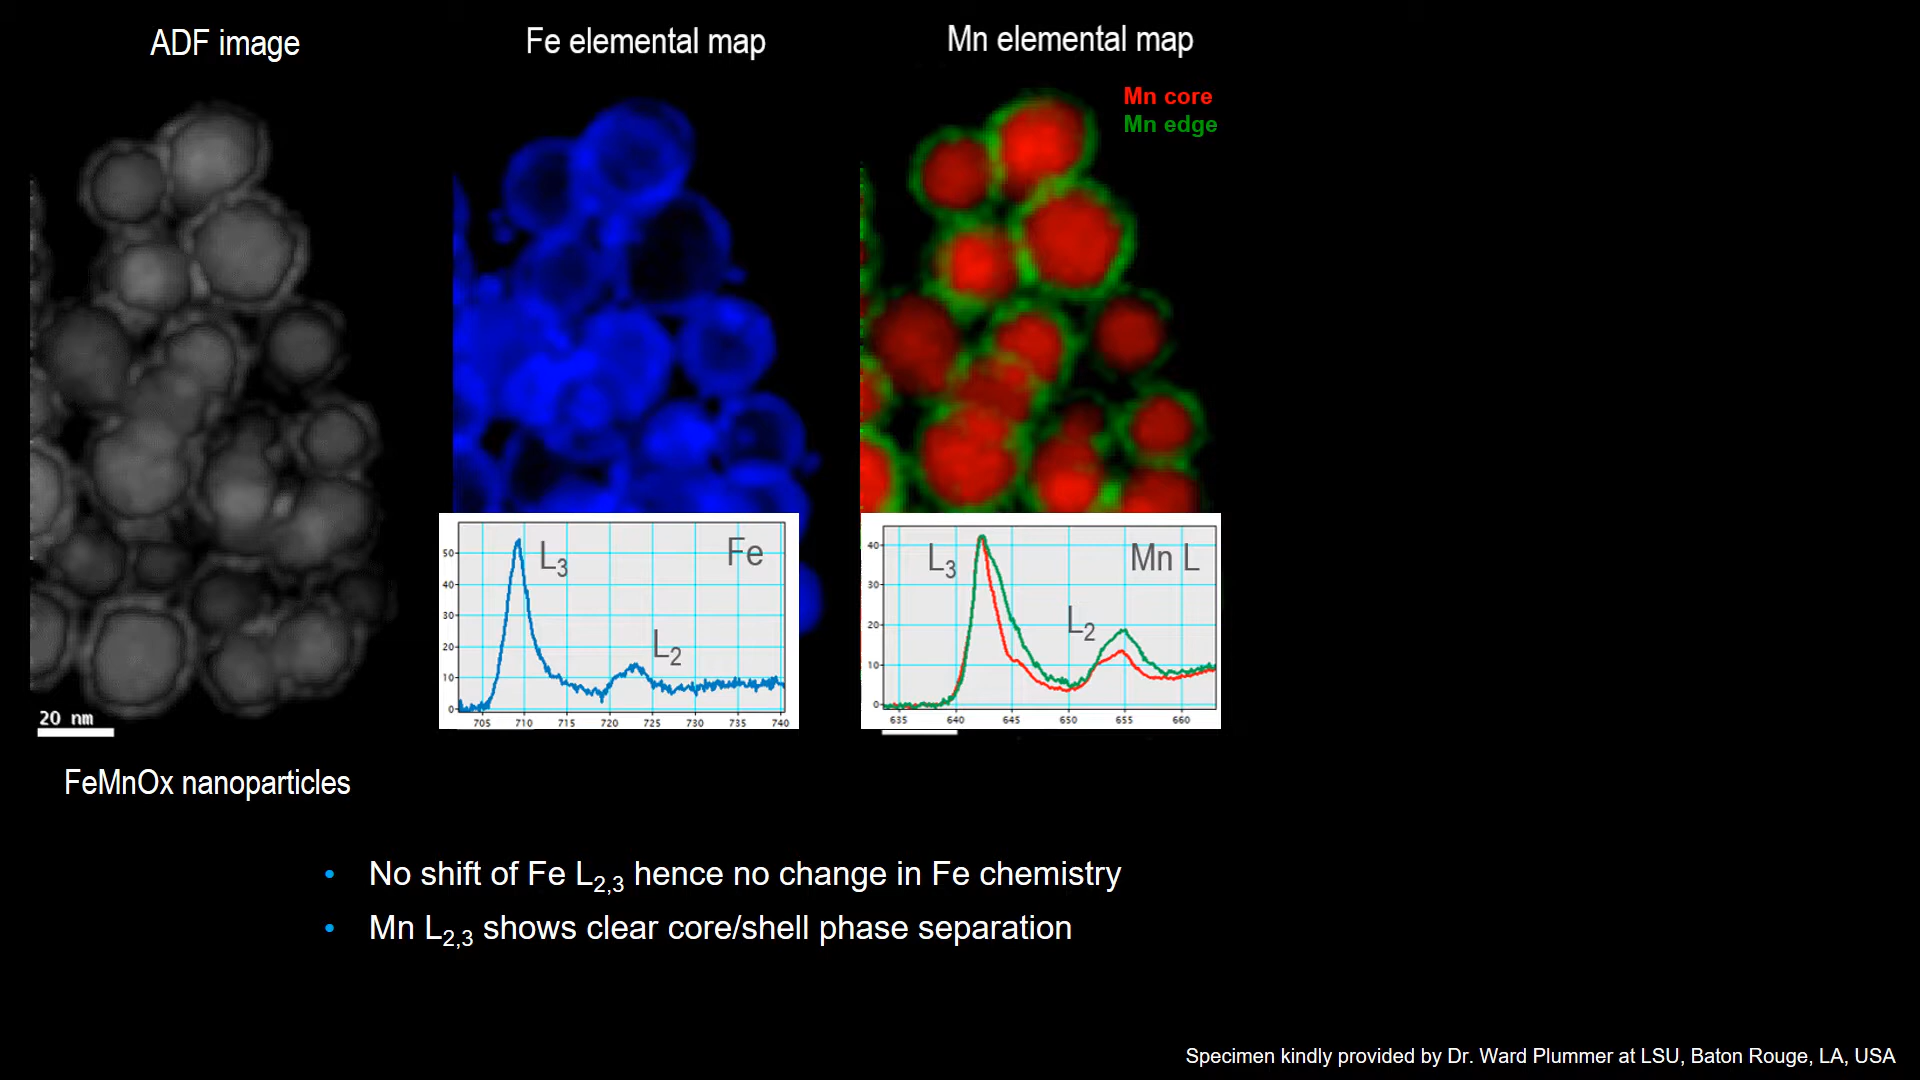 ADF image
Fe elemental map
Mn elemental map
Mn core
Mn edge
20 nm
L3
Fe
L2
50
40
30
20
10
0
705 710 715 720 725 730 735 740
L3
Mn L
L2
40
30
20
10
0
635 640 645 650 655 660
FeMnOx nanoparticles
• No shift of Fe L2,3 hence no change in Fe chemistry
• Mn L2,3 shows clear core/shell phase separation
Specimen kindly provided by Dr. Ward Plummer at LSU, Baton Rouge, LA, USA